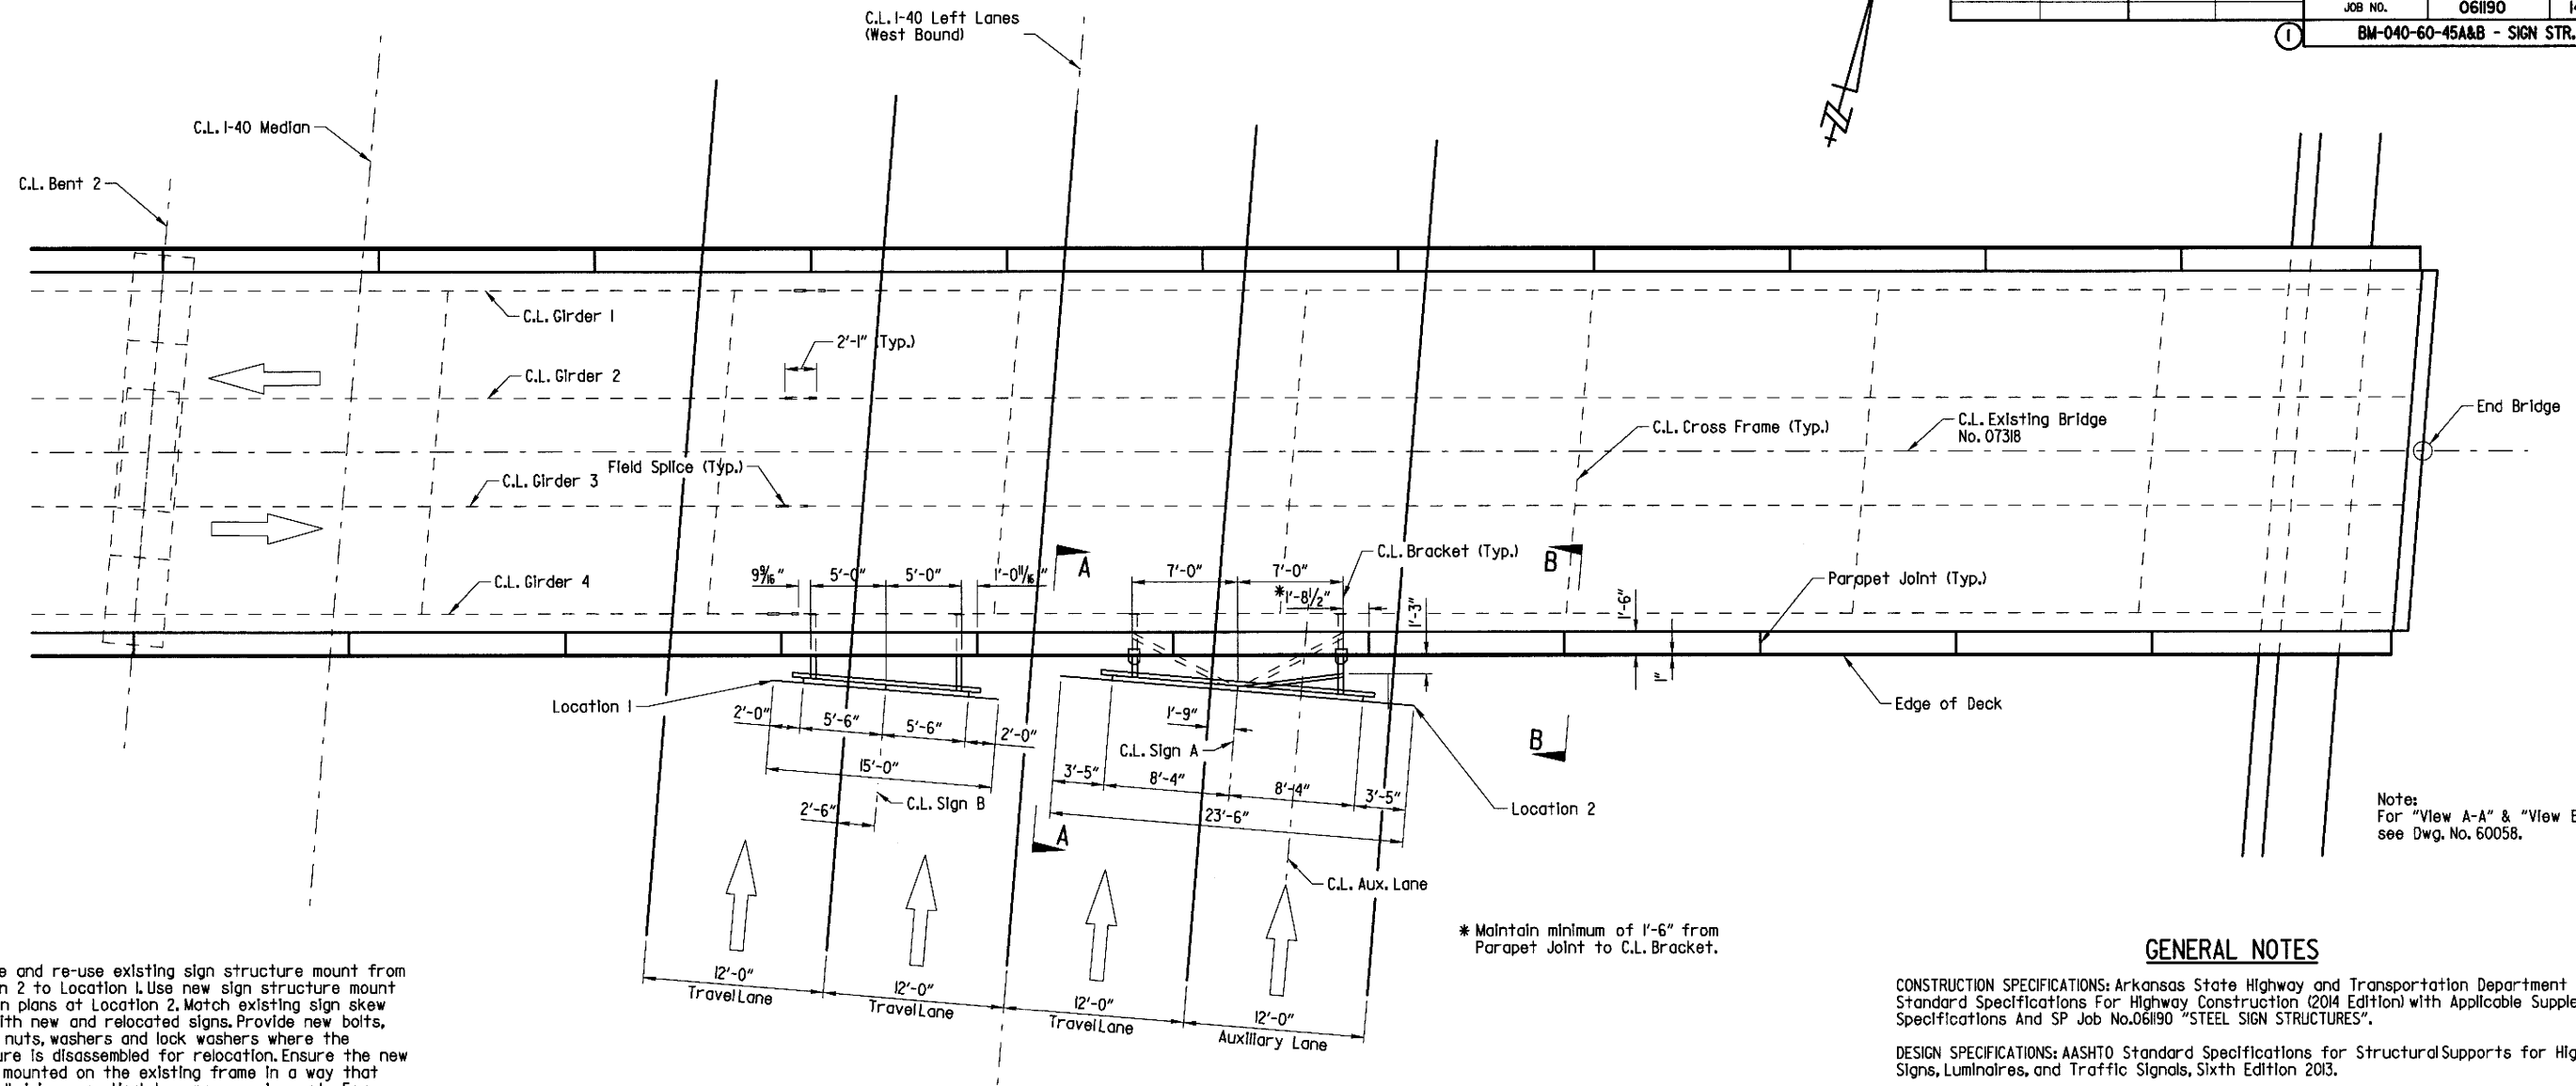 JOB NO. 061190
1 BM-040-60-45A&B - SIGN STR.
C.L. I-40 Left Lanes
(West Bound)
C.L. I-40 Median
C.L. Bent 2
C.L. Girder 1
2'-1" (Typ.)
C.L. Girder 2
C.L. Cross Frame (Typ.)
C.L. Existing Bridge
No. 07318
End Bridge
Field Splice (Typ.)
C.L. Girder 3
C.L. Girder 4
9 9/16"
5'-0"
5'-0"
1'-0 11/16"
A
7'-0"
7'-0"
C.L. Bracket (Typ.)
B
*1'-8 1/2"
1'-3"
1'-6"
Parapet Joint (Typ.)
1"
Edge of Deck
Location 1
2'-0"
5'-6"
5'-6"
2'-0"
15'-0"
2'-6"
C.L. Sign B
1'-9"
C.L. Sign A
B
3'-5"
8'-4"
8'-4"
3'-5"
23'-6"
Location 2
A
C.L. Aux. Lane
Note:
For "View A-A" & "View
see Dwg. No. 60058.
* Maintain minimum of 1'-6" from
Parapet Joint to C.L. Bracket.
12'-0"
Travel Lane
12'-0"
Travel Lane
12'-0"
Travel Lane
12'-0"
Auxiliary Lane
and re-use existing sign structure mount from
2 to Location 1. Use new sign structure mount
plans at Location 2. Match existing sign skew
with new and relocated signs. Provide new bolts,
nuts, washers and lock washers where the
is disassembled for relocation. Ensure the new
mounted on the existing frame in a way that
GENERAL NOTES
CONSTRUCTION SPECIFICATIONS: Arkansas State Highway and Transportation Department
Standard Specifications For Highway Construction (2014 Edition) with Applicable
Specifications And SP Job No. 061190 "STEEL SIGN STRUCTURES".
DESIGN SPECIFICATIONS: AASHTO Standard Specifications for Structural Supports for
Signs, Luminaires, and Traffic Signals, Sixth Edition 2013.